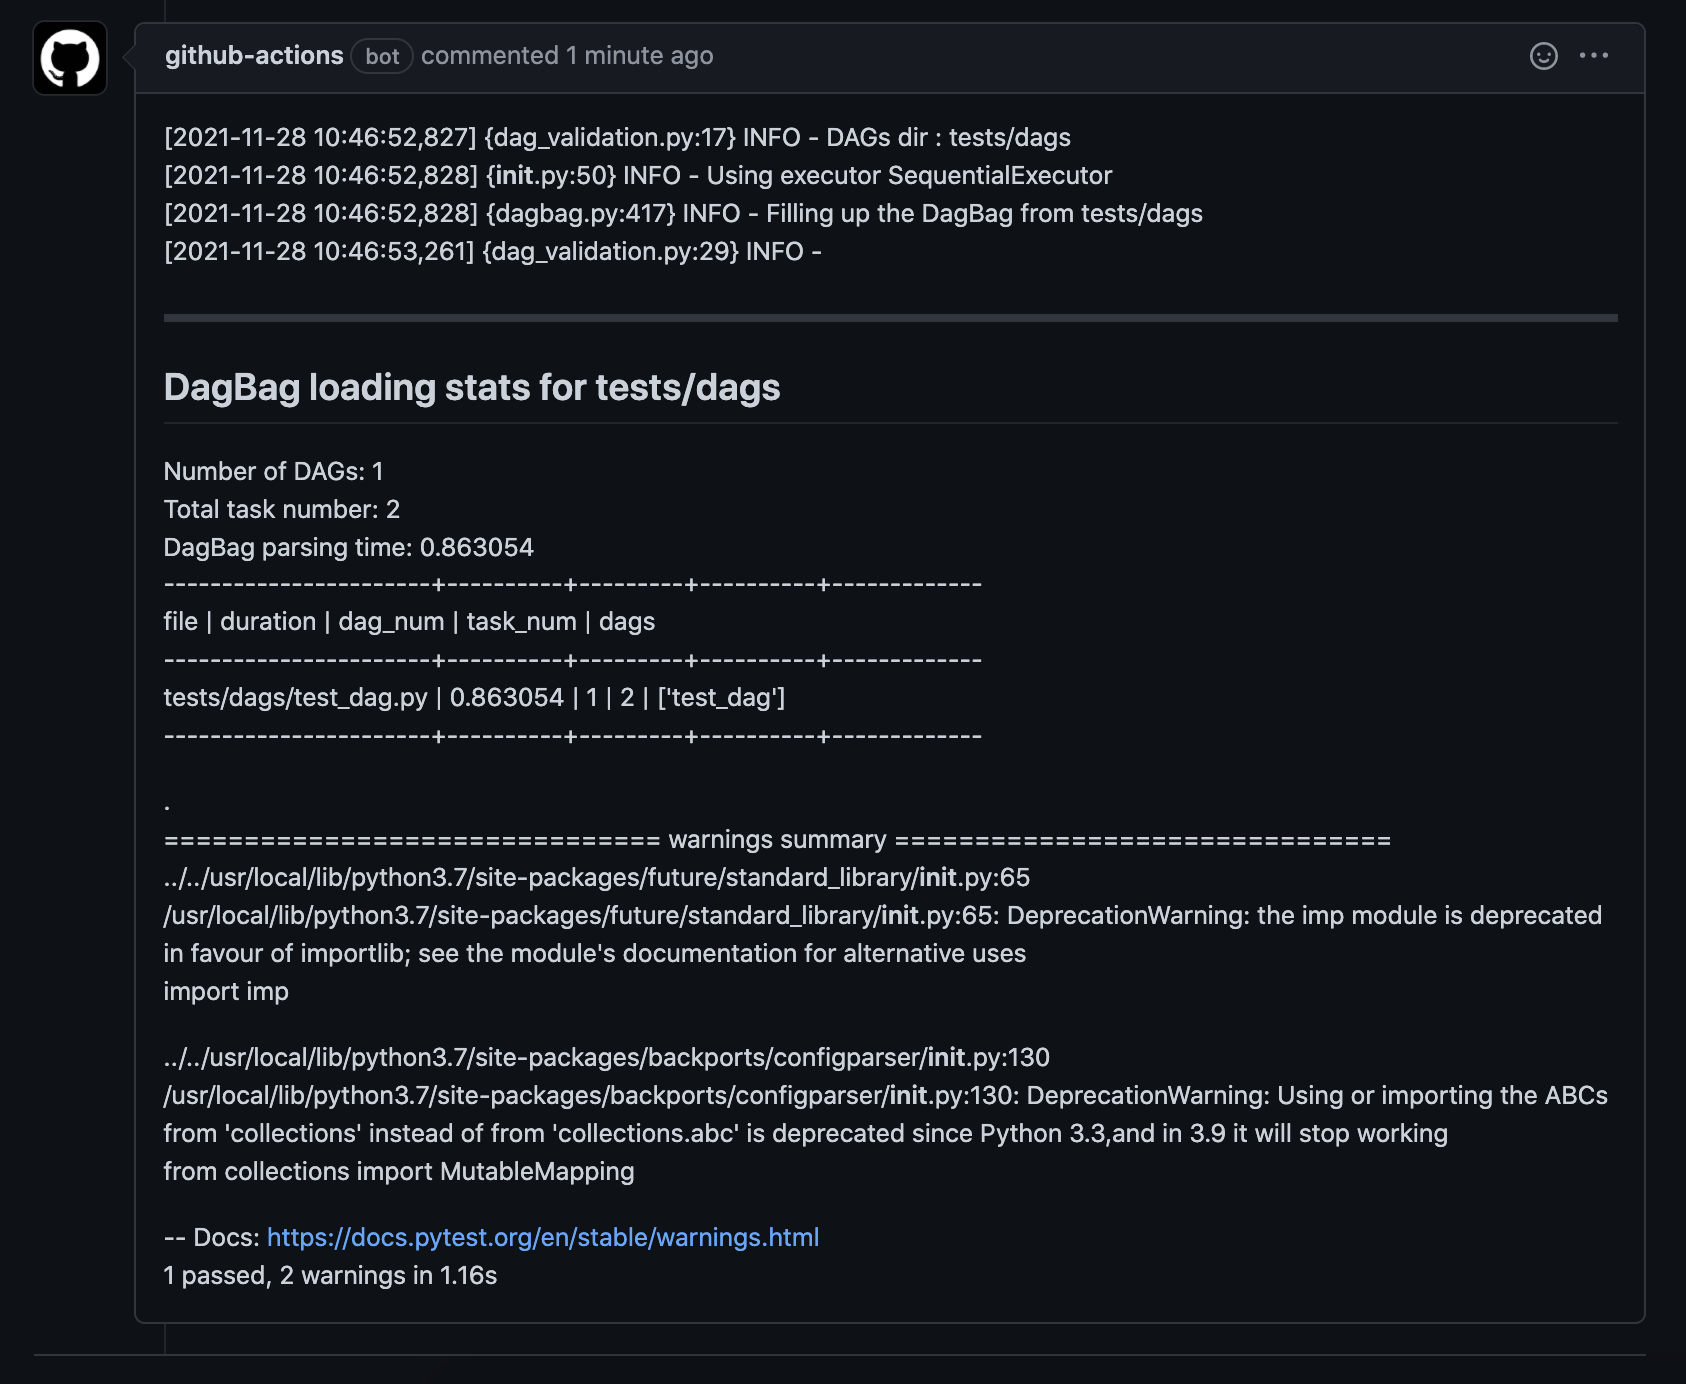 github-actions bot commented 1 minute ago
[2021-11-28 10:46:52,827] {dag_validation.py:17} INFO - DAGs dir : tests/dags
[2021-11-28 10:46:52,828] {init.py:50} INFO - Using executor SequentialExecutor
[2021-11-28 10:46:52,828] {dagbag.py:417} INFO - Filling up the DagBag from tests/dags
[2021-11-28 10:46:53,261] {dag_validation.py:29} INFO -
DagBag loading stats for tests/dags
Number of DAGs: 1
Total task number: 2
DagBag parsing time: 0.863054
-----------------------+----------+---------+----------+-------------
file | duration | dag_num | task_num | dags
-----------------------+----------+---------+----------+-------------
tests/dags/test_dag.py | 0.863054 | 1 | 2 | ['test_dag']
-----------------------+----------+---------+----------+-------------
.
=============================== warnings summary ===============================
../../usr/local/lib/python3.7/site-packages/future/standard_library/init.py:65
/usr/local/lib/python3.7/site-packages/future/standard_library/init.py:65: DeprecationWarning: the imp module is deprecated
in favour of importlib; see the module's documentation for alternative uses
import imp
../../usr/local/lib/python3.7/site-packages/backports/configparser/init.py:130
/usr/local/lib/python3.7/site-packages/backports/configparser/init.py:130: DeprecationWarning: Using or importing the ABCs
from 'collections' instead of from 'collections.abc' is deprecated since Python 3.3,and in 3.9 it will stop working
from collections import MutableMapping
-- Docs: https://docs.pytest.org/en/stable/warnings.html
1 passed, 2 warnings in 1.16s